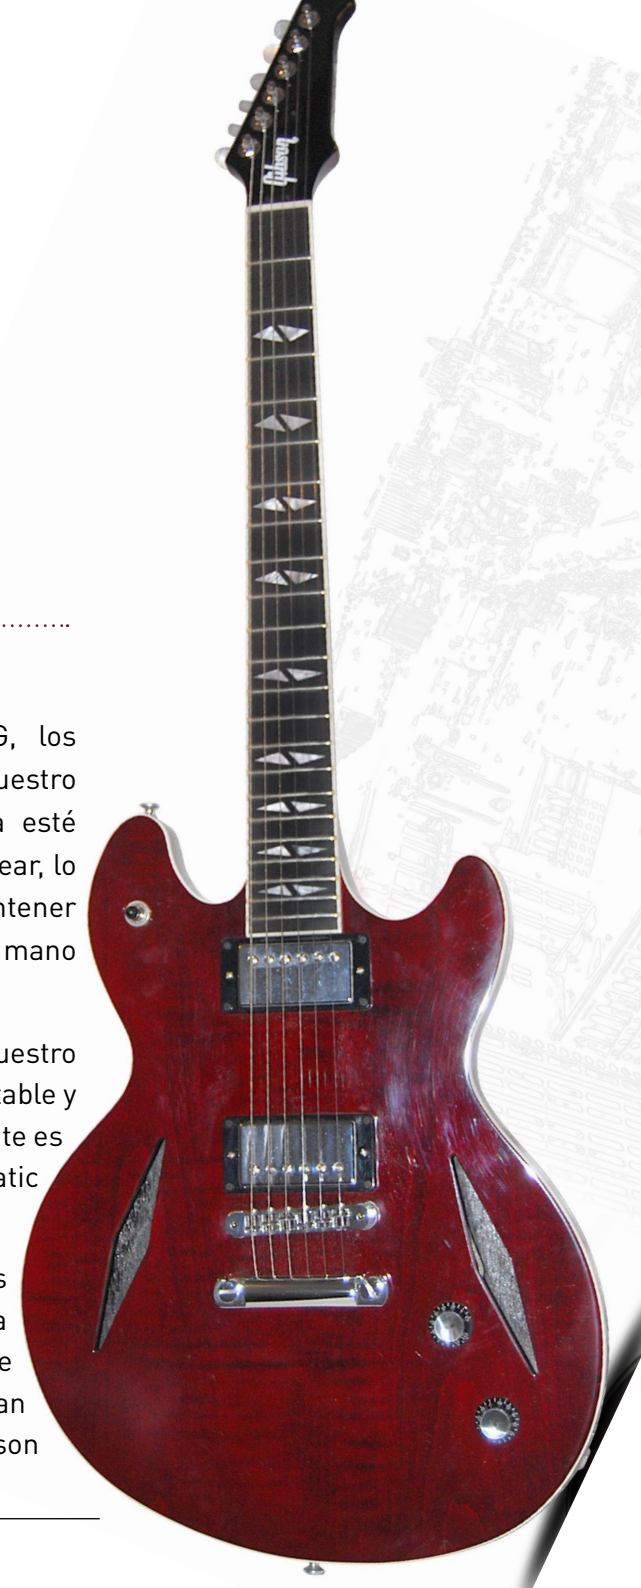 Gibson
G, los
uestro
a esté
ear, lo
ntener
mano
uestro
table y
te es
atic
s
a
e
an
son